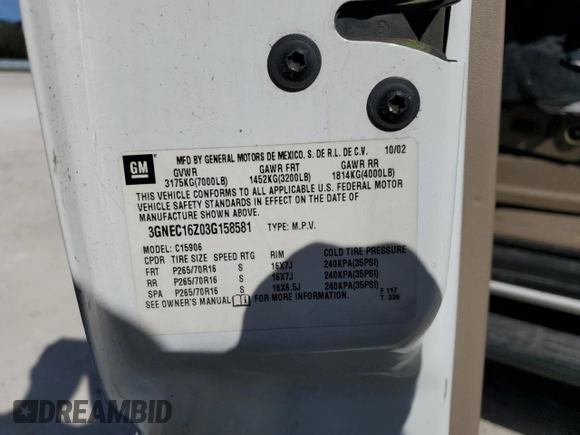 GM
MFD BY GENERAL MOTORS DE MEXICO, S. DE R.L. DE C.V. 10/02
GVWR GAWR FRT GAWR RR
3175KG(7000LB) 1452KG(3200LB) 1814KG(4000LB)
THIS VEHICLE CONFORMS TO ALL APPLICABLE U.S. FEDERAL MOTOR
VEHICLE SAFETY STANDARDS IN EFFECT ON THE DATE OF
MANUFACTURE SHOWN ABOVE.
3GNEC16Z03G158581 TYPE: M.P.V.
MODEL: C15906
CPDR TIRE SIZE SPEED RTG RIM COLD TIRE PRESSURE
FRT P265/70R16 S 16X7J 240KPA(35PSI)
RR P265/70R16 S 16X7J 240KPA(35PSI)
SPA P265/70R16 S 16X6.5J 240KPA(35PSI)
SEE OWNER'S MANUAL FOR MORE INFORMATION.
F 117
T 326
DREAMBID